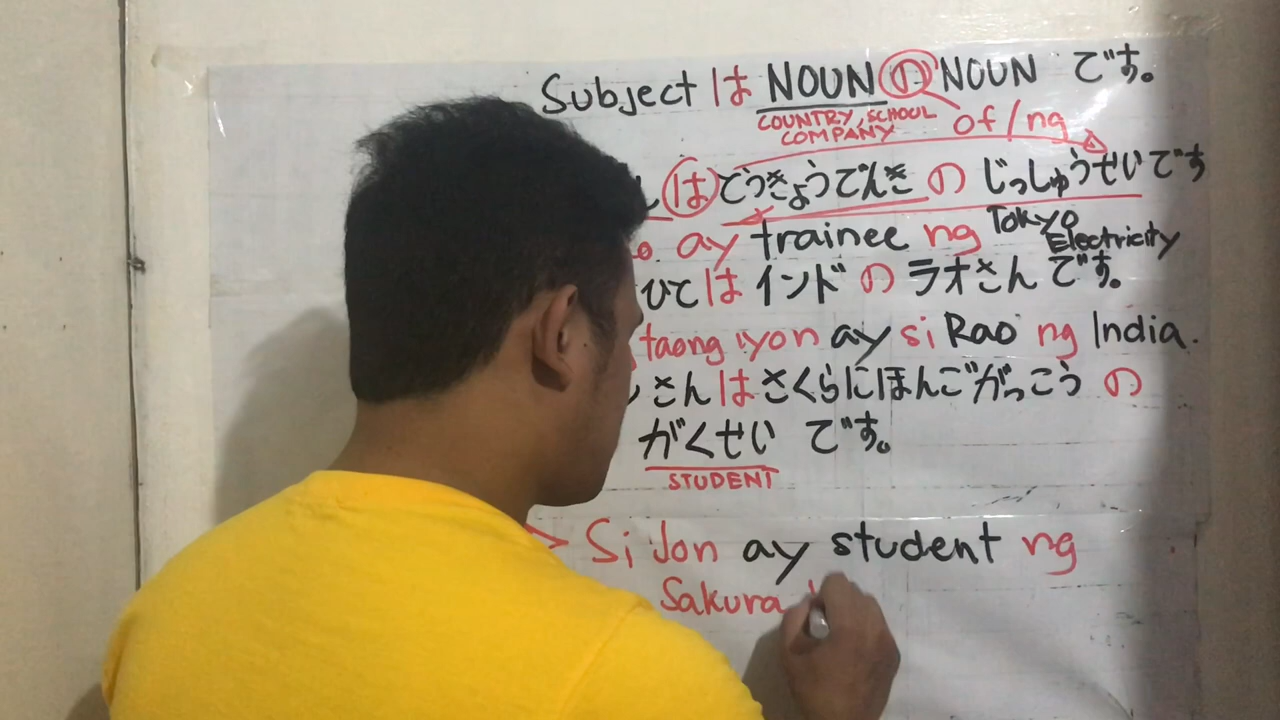 Subject は NOUN の NOUN です。
COUNTRY, SCHOOL
COMPANY
of/ng
は とうきょうでんき の じっしゅうせいです
ay trainee ng Tokyo
Electricity
ひとは インド の ラオさん です。
taong iyon ay si Rao ng India.
さんは さくらにほんごがっこう の
がくせい です。
STUDENT
> Si Jon ay student ng
Sakura